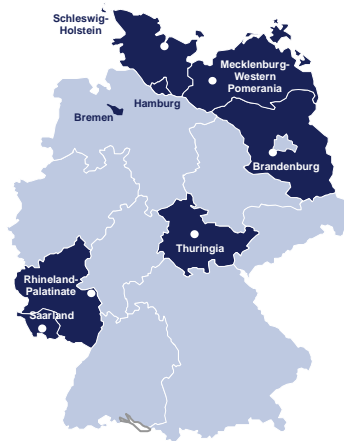 Schleswig-
Holstein
Mecklenburg-
Western
Pomerania
Hamburg
Bremen
Brandenburg
Thuringia
Rhineland-
Palatinate
Saarland